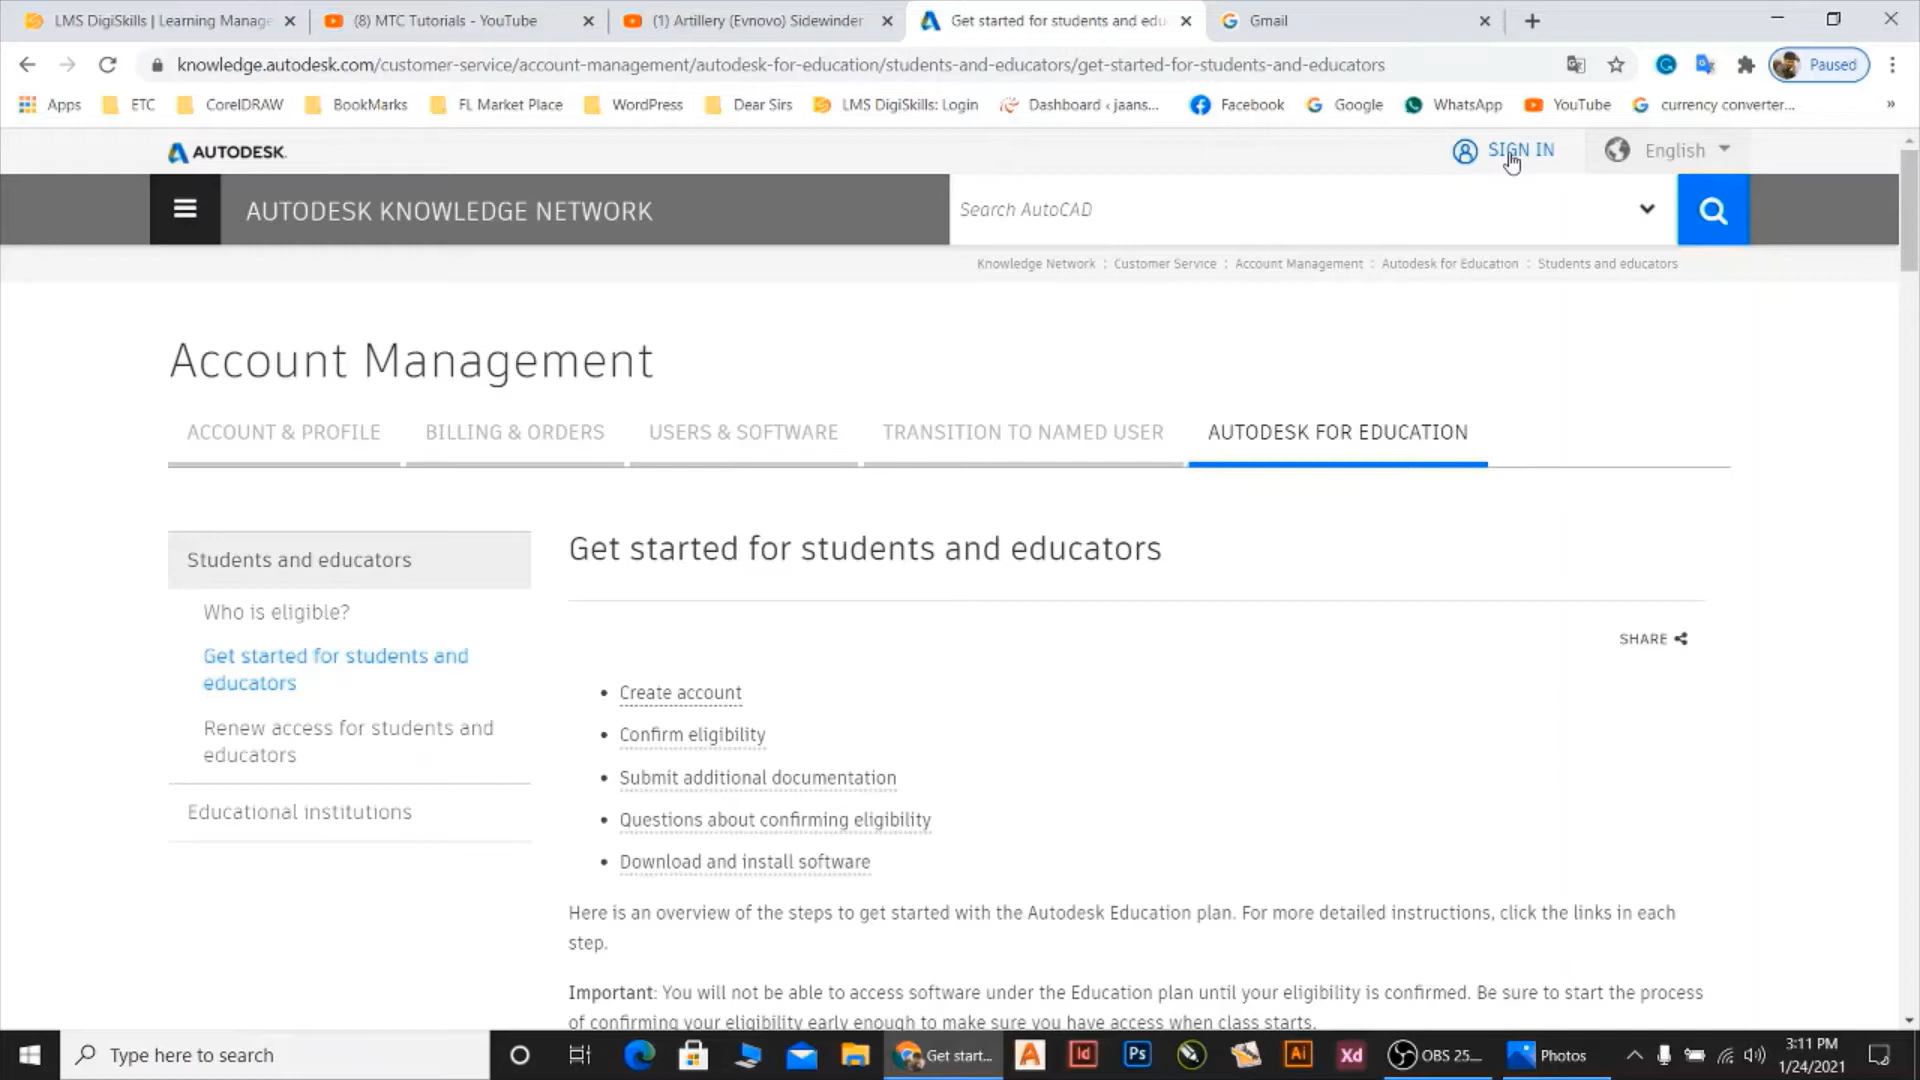 LMS DigiSkills | Learning Manage
(8) MTC Tutorials - YouTube
(1) Artillery (Evnovo) Sidewinder
Get started for students and edu
Gmail
knowledge.autodesk.com/customer-service/account-management/autodesk-for-education/students-and-educators/get-started-for-students-and-educators
Paused
Apps
ETC
CorelDRAW
BookMarks
FL Market Place
WordPress
Dear Sirs
LMS DigiSkills: Login
Dashboard ‹ jaans...
Facebook
Google
WhatsApp
YouTube
currency converter...
»
AUTODESK.
SIGN IN
English
AUTODESK KNOWLEDGE NETWORK
Search AutoCAD
Knowledge Network : Customer Service : Account Management : Autodesk for Education : Students and educators
Account Management
ACCOUNT & PROFILE
BILLING & ORDERS
USERS & SOFTWARE
TRANSITION TO NAMED USER
AUTODESK FOR EDUCATION
Students and educators
Who is eligible?
Get started for students and
educators
Renew access for students and
educators
Educational institutions
Get started for students and educators
SHARE
• Create account
• Confirm eligibility
• Submit additional documentation
• Questions about confirming eligibility
• Download and install software
Here is an overview of the steps to get started with the Autodesk Education plan. For more detailed instructions, click the links in each
step.
Important: You will not be able to access software under the Education plan until your eligibility is confirmed. Be sure to start the process
of confirming your eligibility early enough to make sure you have access when class starts.
Type here to search
Get start...
Id
Ps
Ai
Xd
OBS 25....
Photos
3:11 PM
1/24/2021